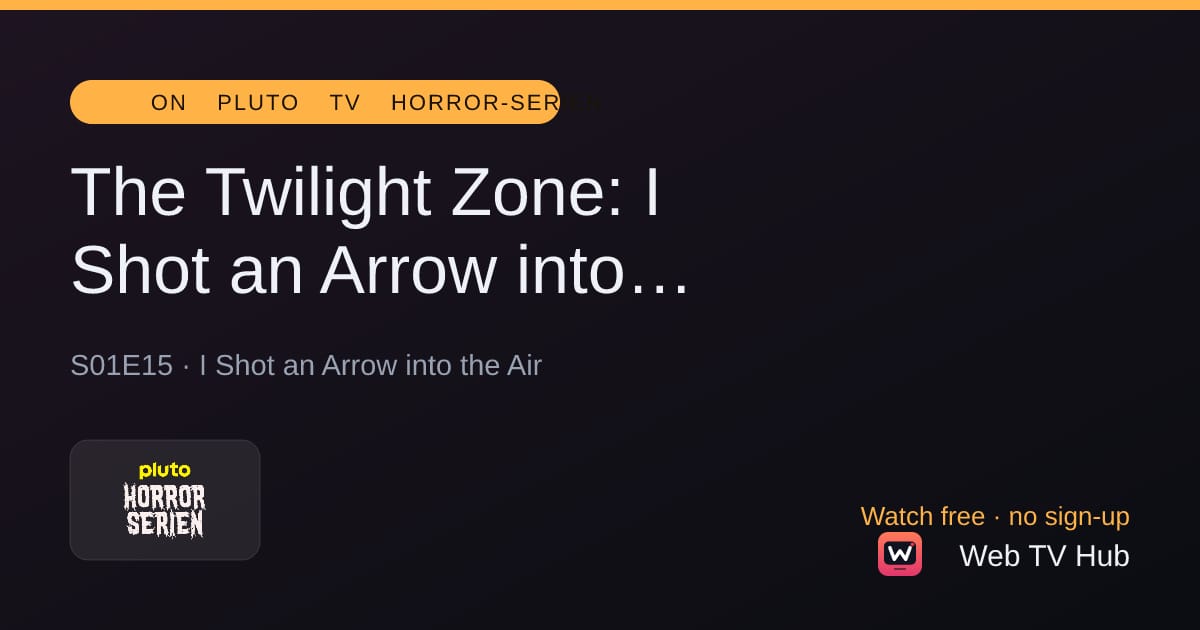 ON PLUTO TV HORROR-SERIEN
The Twilight Zone: I
Shot an Arrow into…
S01E15 · I Shot an Arrow into the Air
pluto
HORROR
SERIEN
Watch free · no sign-up
W
Web TV Hub